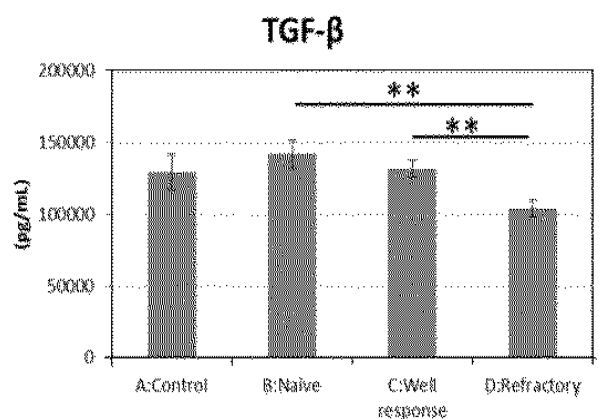 TGF-β
200000
**
150000
**
(pg/mL)
100000
50000
0
A:Control
B:Naive
C:Well
response
D:Refractory